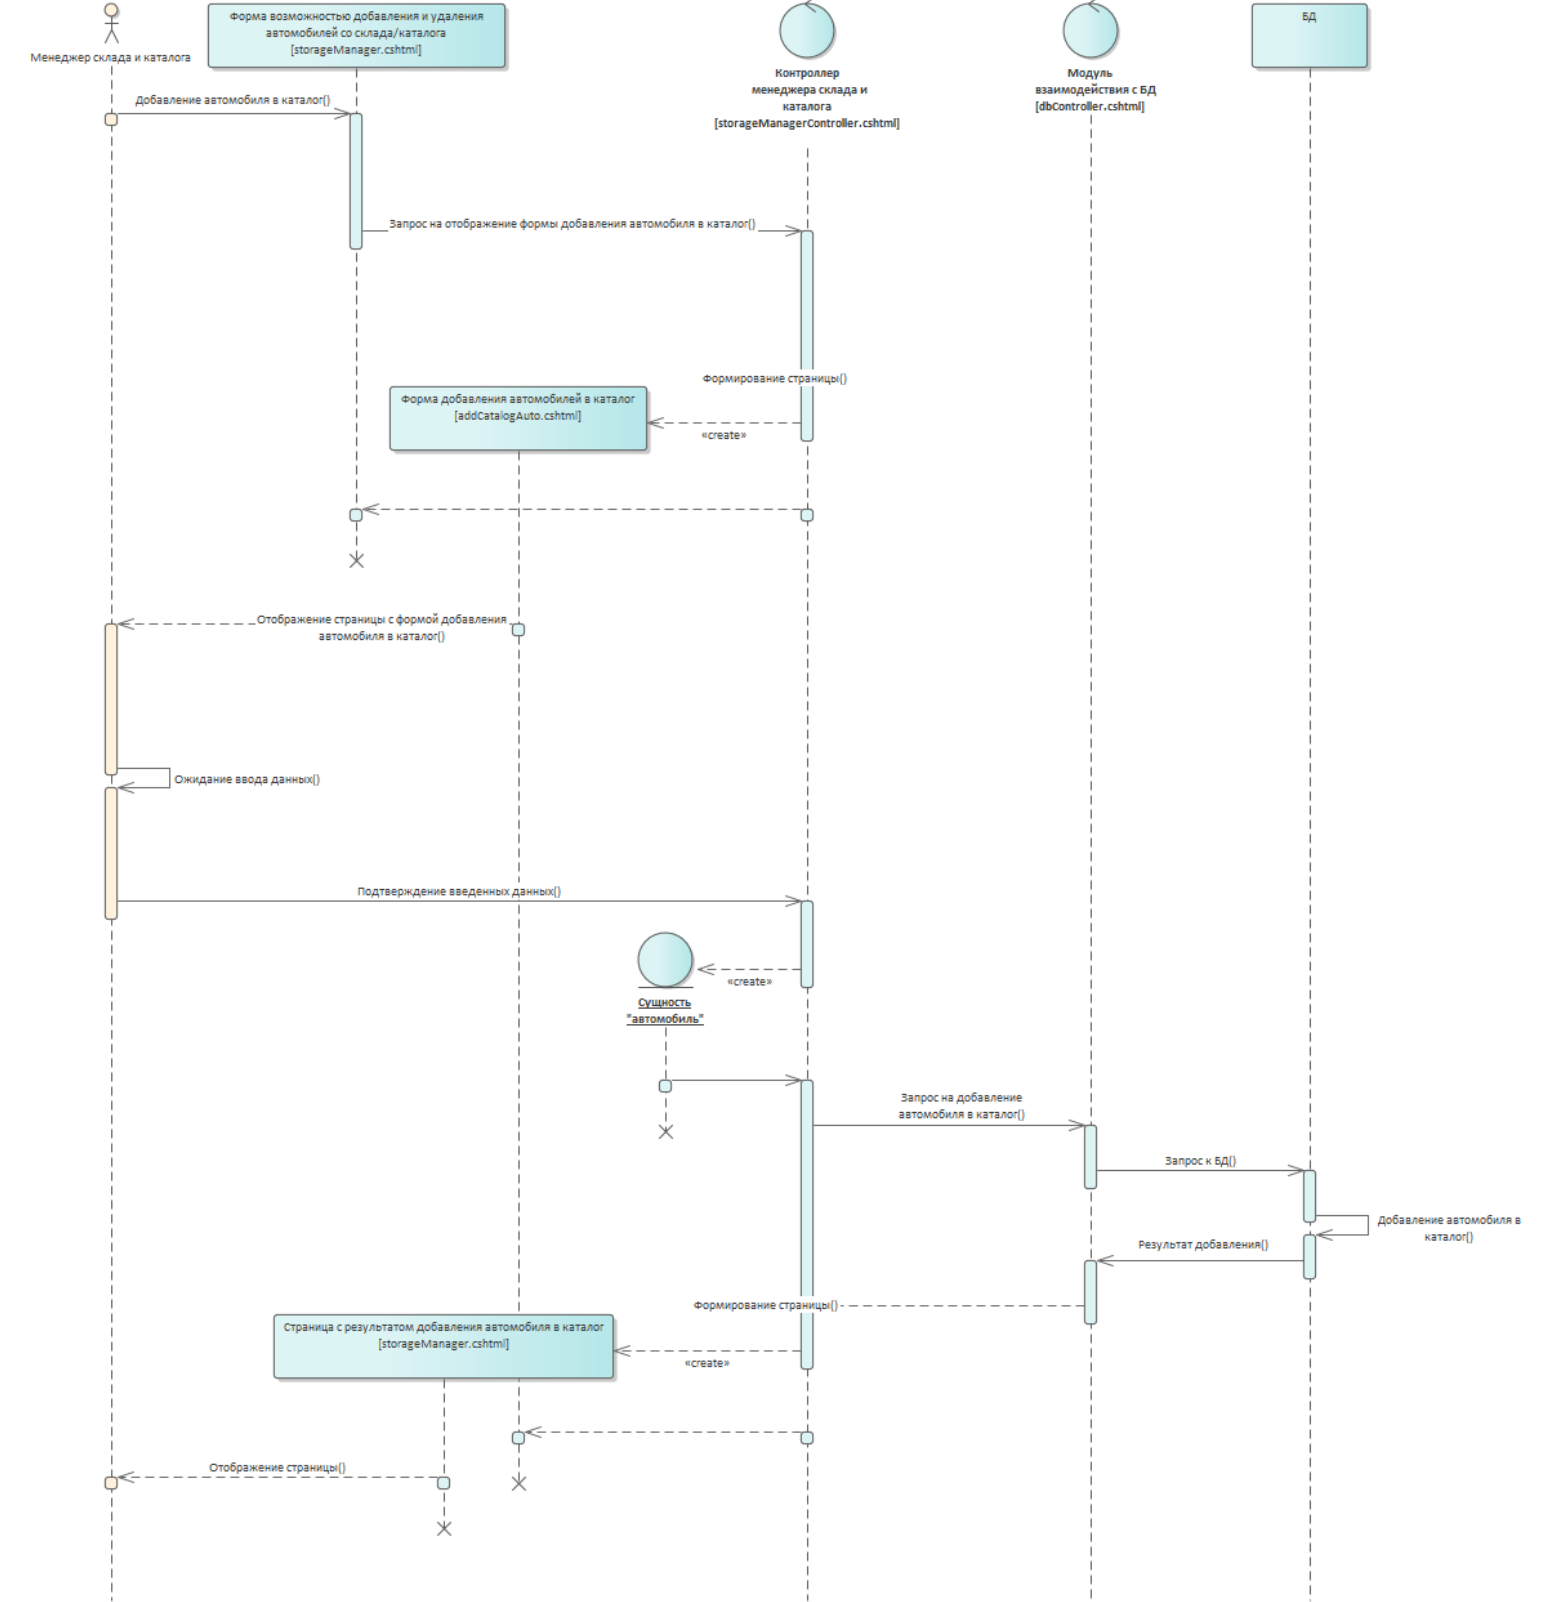 Менеджер склада и каталога
Форма возможностью добавления и удаления
автомобилей со склада/каталога
[storageManager.cshtml]
Контроллер
менеджера склада и
каталога
[storageManagerController.cshtml]
Модуль
взаимодействия с БД
[dbController.cshtml]
БД
Добавление автомобиля в каталог()
Запрос на отображение формы добавления автомобиля в каталог()
Формирование страницы()
Форма добавления автомобилей в каталог
[addCatalogAuto.cshtml]
«create»
Отображение страницы с формой добавления
автомобиля в каталог()
Ожидание ввода данных()
Подтверждение введенных данных()
«create»
Сущность
"автомобиль"
Запрос на добавление
автомобиля в каталог()
Запрос к БД()
Добавление автомобиля в
каталог()
Результат добавления()
Формирование страницы()
Страница с результатом добавления автомобиля в каталог
[storageManager.cshtml]
«create»
Отображение страницы()